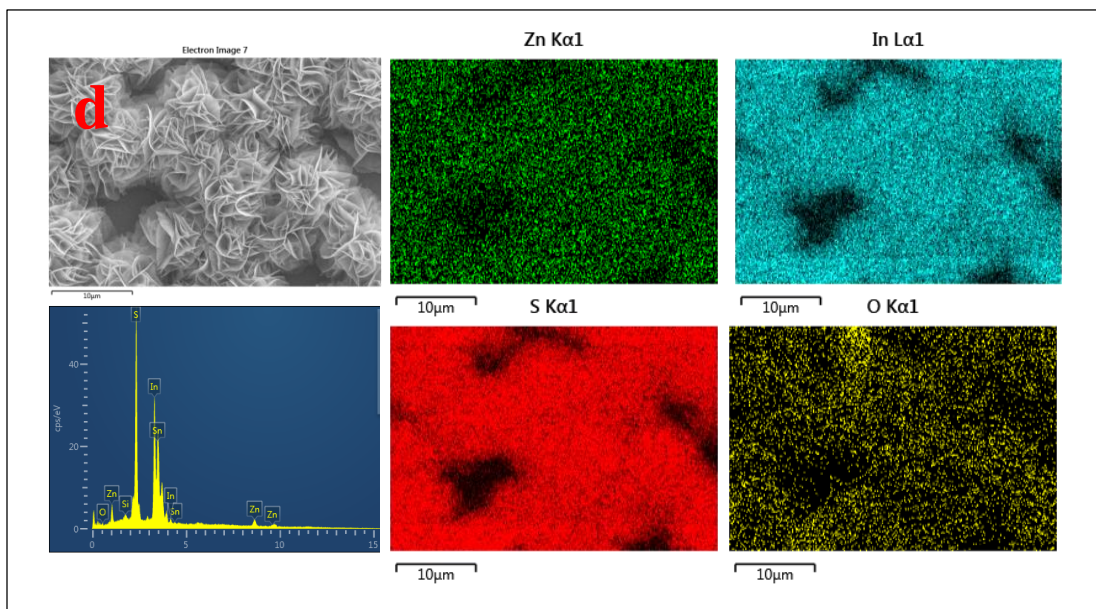 Electron Image 7
d
10μm
Zn Kα1
10μm
In Lα1
10μm
cps/eV
40
20
0
S
In
Sn
Zn
In
O
Si
Sn
Zn
Zn
0
5
10
15
S Kα1
10μm
O Kα1
10μm